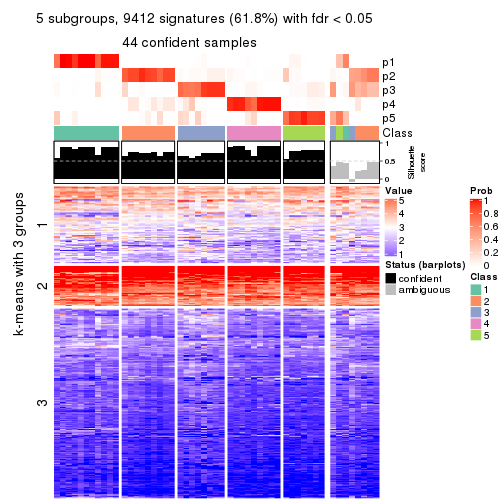 5 subgroups, 9412 signatures (61.8%) with fdr < 0.05
44 confident samples
p1
p2
p3
p4
p5
Class
1
0.5
0
Silhouette
score
k-means with 3 groups
1
2
3
Value
5
4
3
2
1
Status (barplots)
confident
ambiguous
Prob
1
0.8
0.6
0.4
0.2
0
Class
1
2
3
4
5